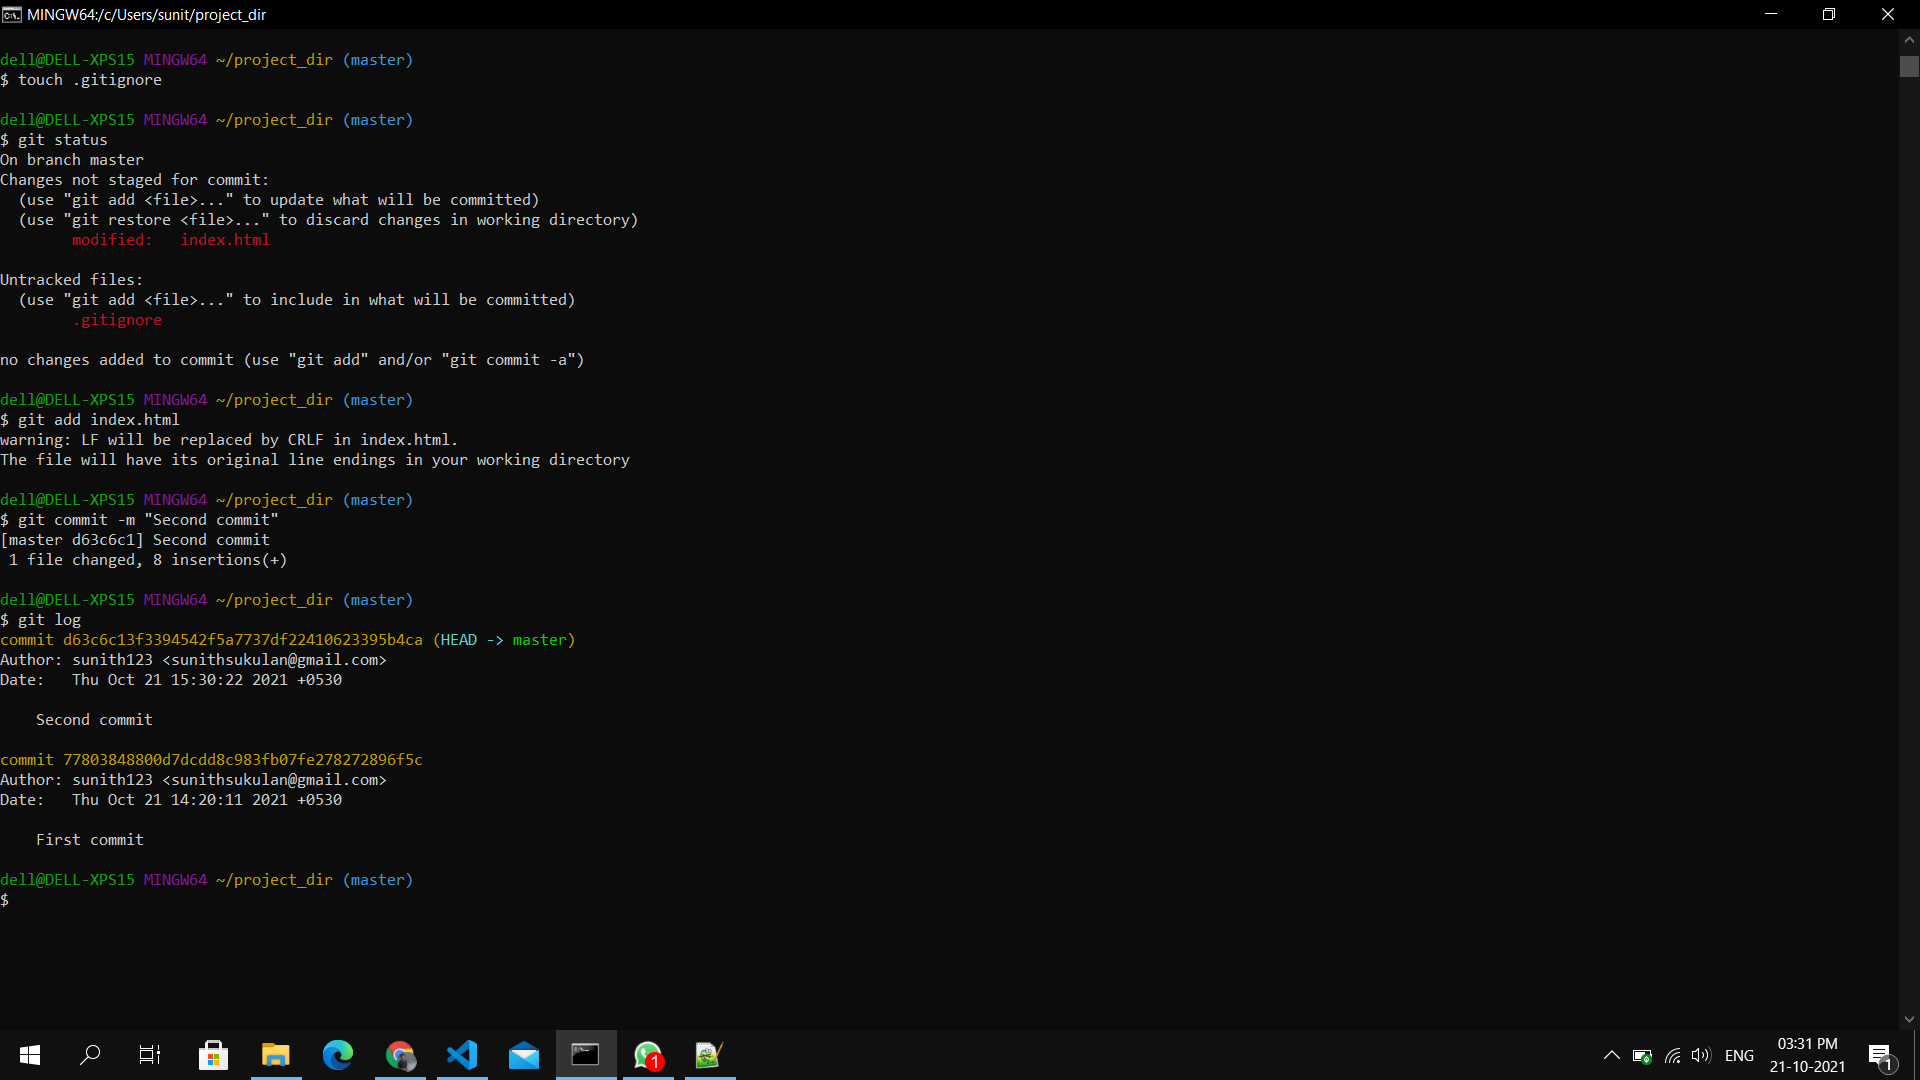 MINGW64:/c/Users/sunit/project_dir
dell@DELL-XPS15 MINGW64 ~/project_dir (master)
$ touch .gitignore
dell@DELL-XPS15 MINGW64 ~/project_dir (master)
$ git status
On branch master
Changes not staged for commit:
  (use "git add <file>..." to update what will be committed)
  (use "git restore <file>..." to discard changes in working directory)
        modified:   index.html
Untracked files:
  (use "git add <file>..." to include in what will be committed)
        .gitignore
no changes added to commit (use "git add" and/or "git commit -a")
dell@DELL-XPS15 MINGW64 ~/project_dir (master)
$ git add index.html
warning: LF will be replaced by CRLF in index.html.
The file will have its original line endings in your working directory
dell@DELL-XPS15 MINGW64 ~/project_dir (master)
$ git commit -m "Second commit"
[master d63c6c1] Second commit
 1 file changed, 8 insertions(+)
dell@DELL-XPS15 MINGW64 ~/project_dir (master)
$ git log
commit d63c6c13f3394542f5a7737df22410623395b4ca (HEAD -> master)
Author: sunith123 <sunithsukulan@gmail.com>
Date:   Thu Oct 21 15:30:22 2021 +0530
    Second commit
commit 77803848800d7dcdd8c983fb07fe278272896f5c
Author: sunith123 <sunithsukulan@gmail.com>
Date:   Thu Oct 21 14:20:11 2021 +0530
    First commit
dell@DELL-XPS15 MINGW64 ~/project_dir (master)
$
1
ENG
03:31 PM
21-10-2021
1